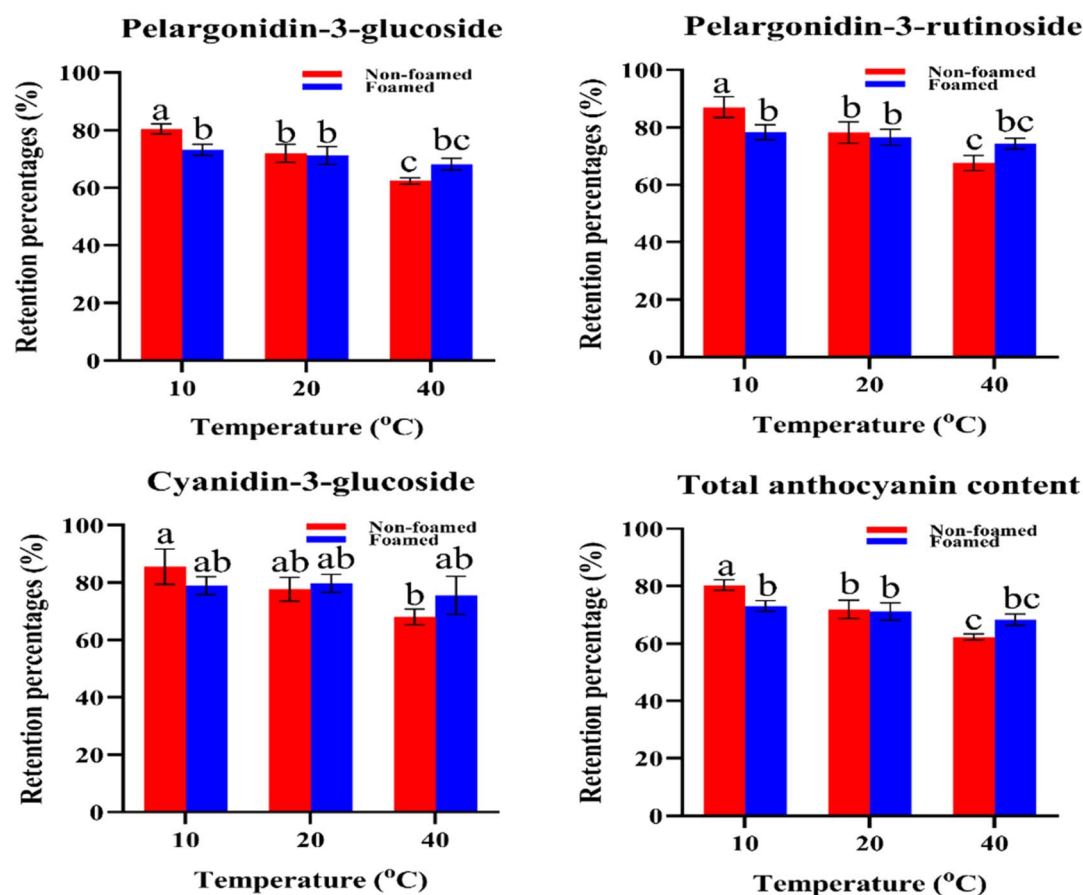 Pelargonidin-3-glucoside
Non-foamed
Foamed
Retention percentages (%)
100
80
60
40
20
0
a b b b c bc
10 20 40
Temperature (°C)
Pelargonidin-3-rutinoside
Non-foamed
Foamed
Retention percentages (%)
100
80
60
40
20
0
a b b b c bc
10 20 40
Temperature (°C)
Cyanidin-3-glucoside
Non-foamed
Foamed
Retention percentages (%)
100
80
60
40
20
0
a ab ab ab b ab
10 20 40
Temperature (°C)
Total anthocyanin content
Non-foamed
Foamed
Retention percentage (%)
100
80
60
40
20
0
a b b b c bc
10 20 40
Temperature (°C)